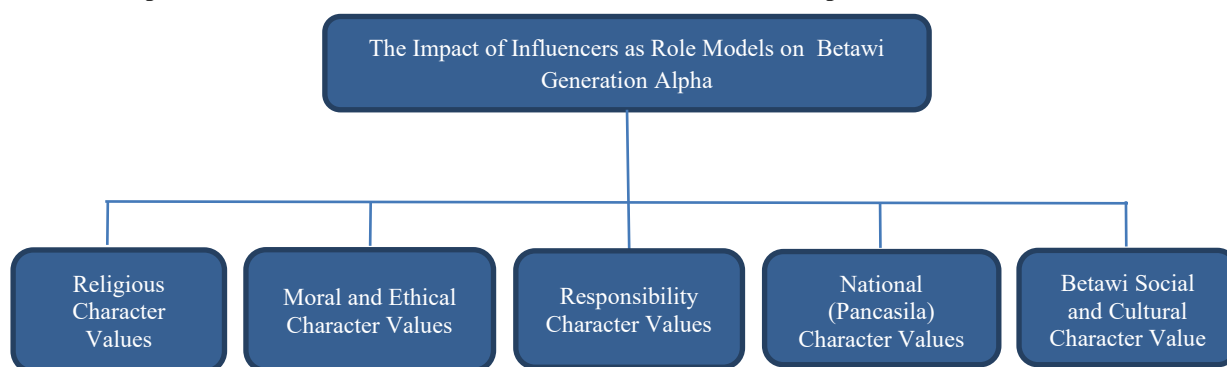 The Impact of Influencers as Role Models on Betawi
Generation Alpha
Religious
Character
Values
Moral and Ethical
Character Values
Responsibility
Character Values
National
(Pancasila)
Character Values
Betawi Social
and Cultural
Character Value